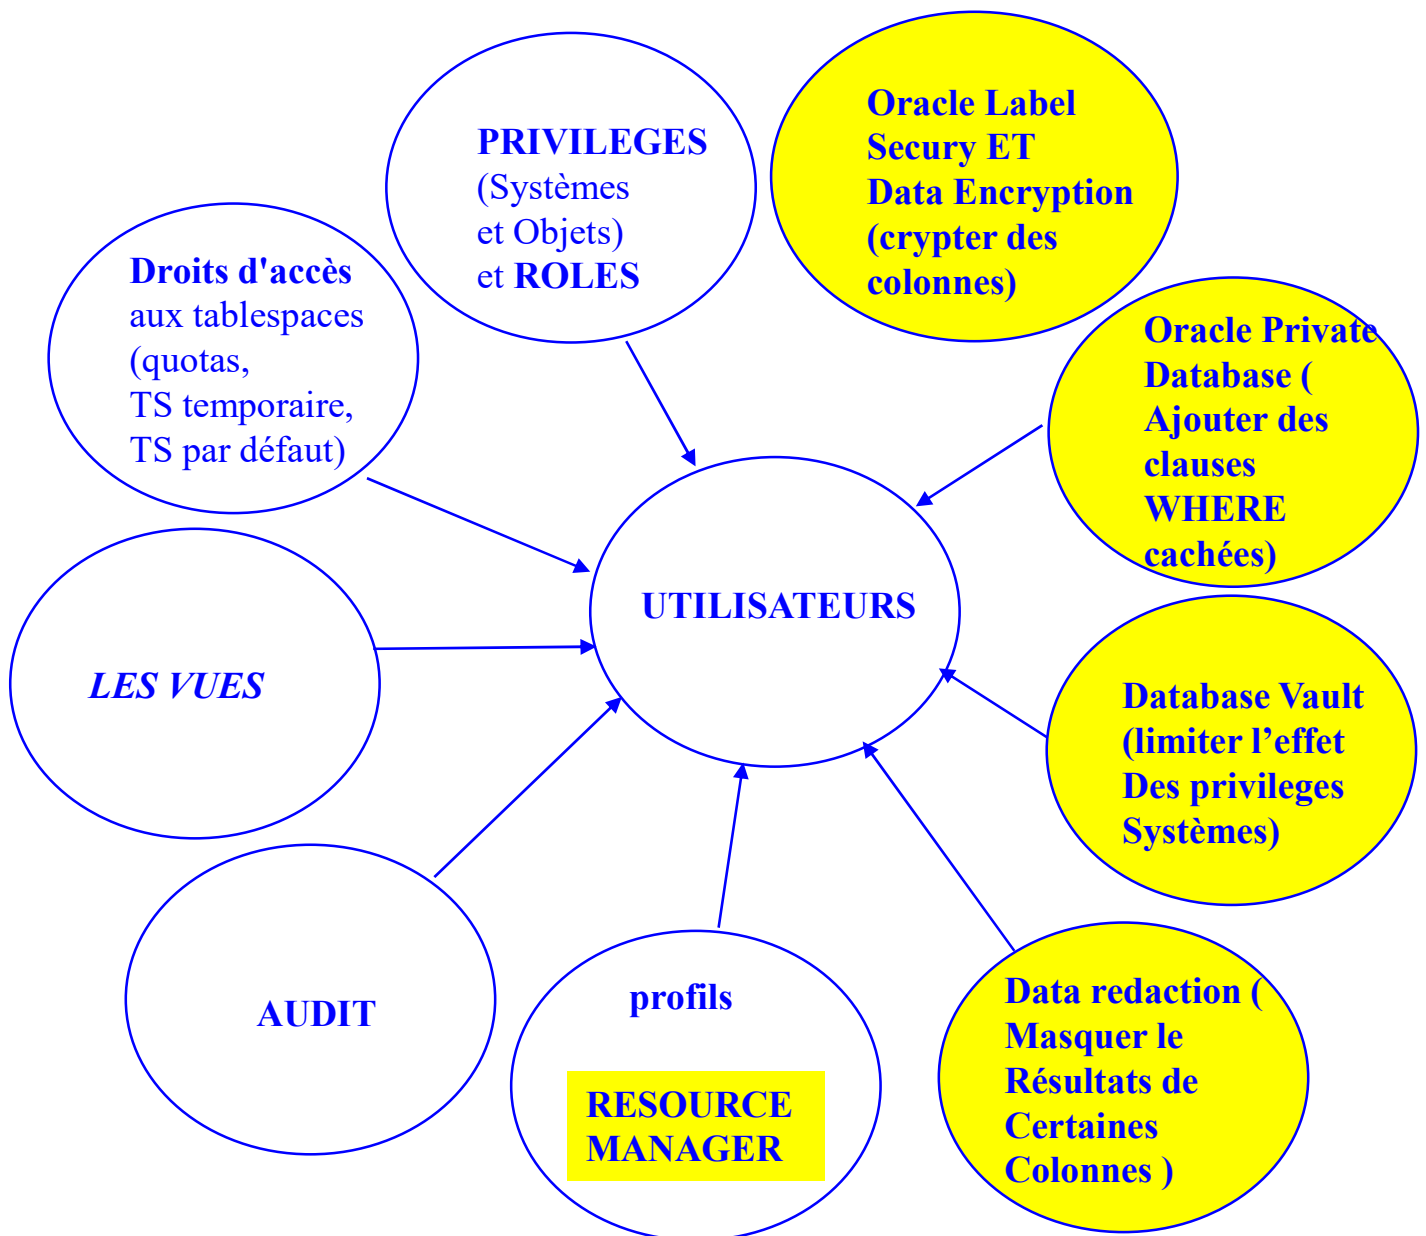 PRIVILEGES
(Systèmes
et Objets)
et ROLES
Oracle Label
Secury ET
Data Encryption
(crypter des
colonnes)
Droits d'accès
aux tablespaces
(quotas,
TS temporaire,
TS par défaut)
Oracle Private
Database (
Ajouter des
clauses
WHERE
cachées)
UTILISATEURS
LES VUES
Database Vault
(limiter l’effet
Des privileges
Systèmes)
AUDIT
profils
RESOURCE
MANAGER
Data redaction (
Masquer le
Résultats de
Certaines
Colonnes )